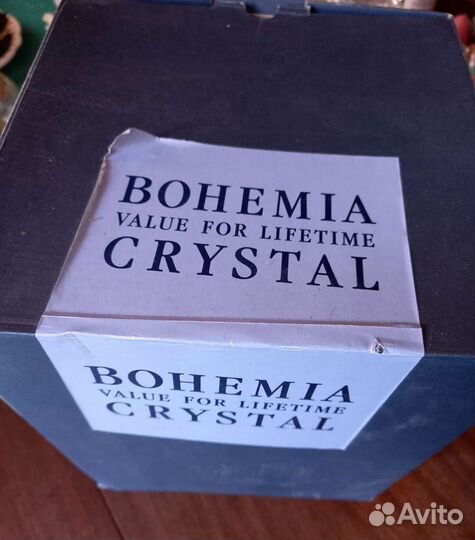 BOHEMIA
VALUE FOR LIFETIME
CRYSTAL
BOHEMIA
VALUE FOR LIFETIME
CRYSTAL
Avito